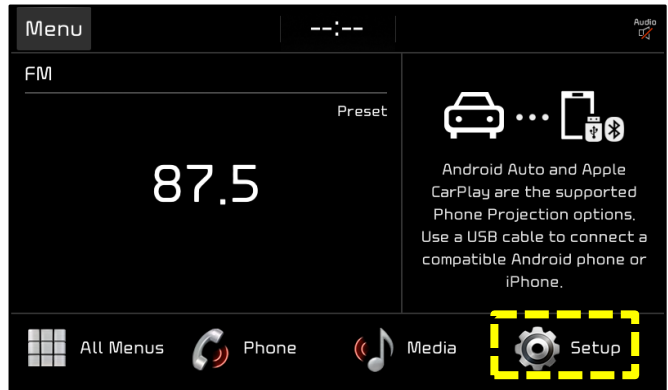 Menu
--:--
Audio
FM
Preset
87.5
Android Auto and Apple
CarPlay are the supported
Phone Projection options.
Use a USB cable to connect a
compatible Android phone or
iPhone.
All Menus
Phone
Media
Setup